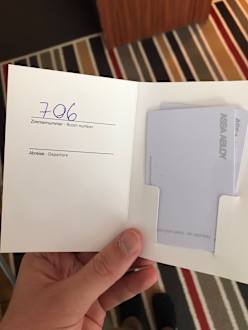 706
Zimmernummer · Room number
Abreise · Departure
ASSA ABLOY